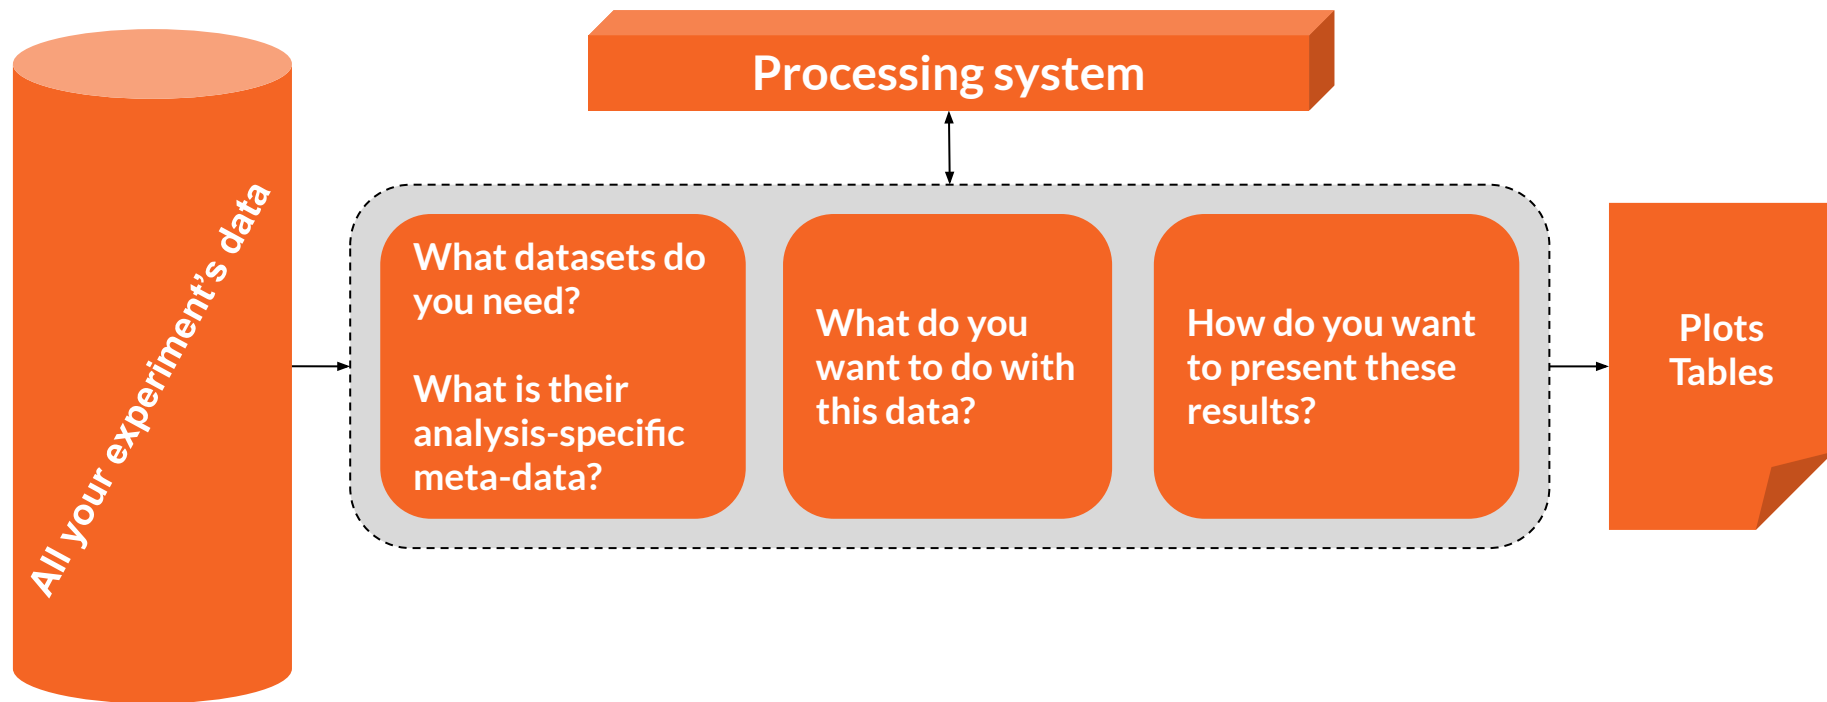 Processing system
All your experiment's data
What datasets do
you need?
What is their
analysis-specific
meta-data?
What do you
want to do with
this data?
How do you want
to present these
results?
Plots
Tables